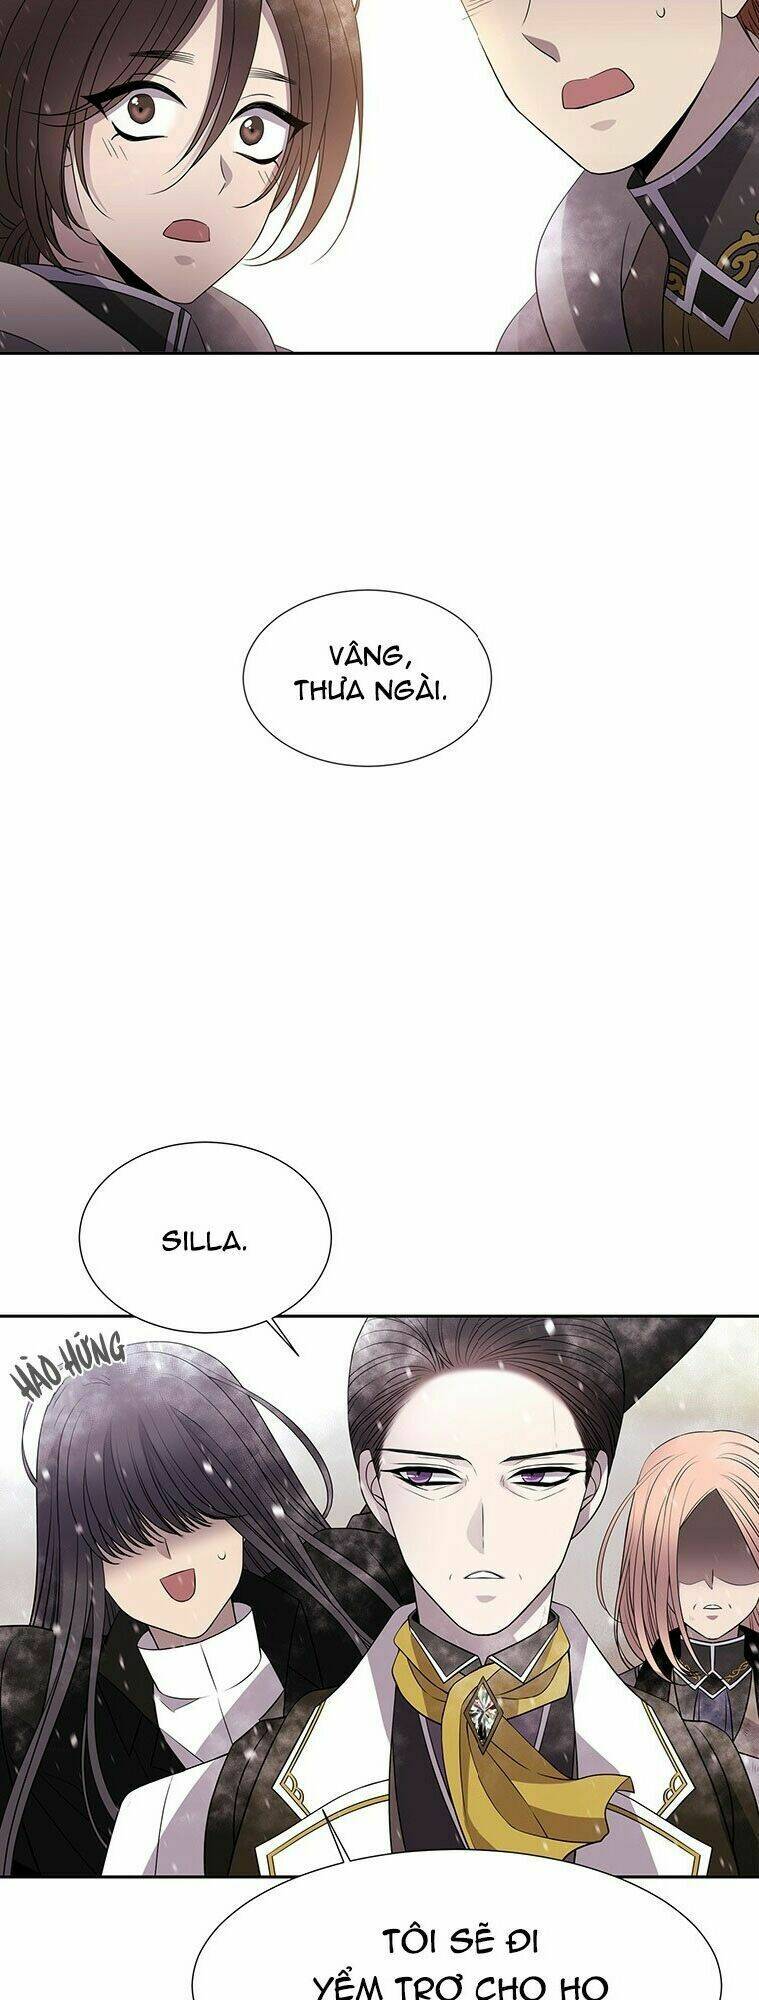 VÂNG,
THƯA NGÀI.
SILLA.
HÀO HỨNG
TÔI SẼ ĐI
YỂM TRỢ CHO HỌ